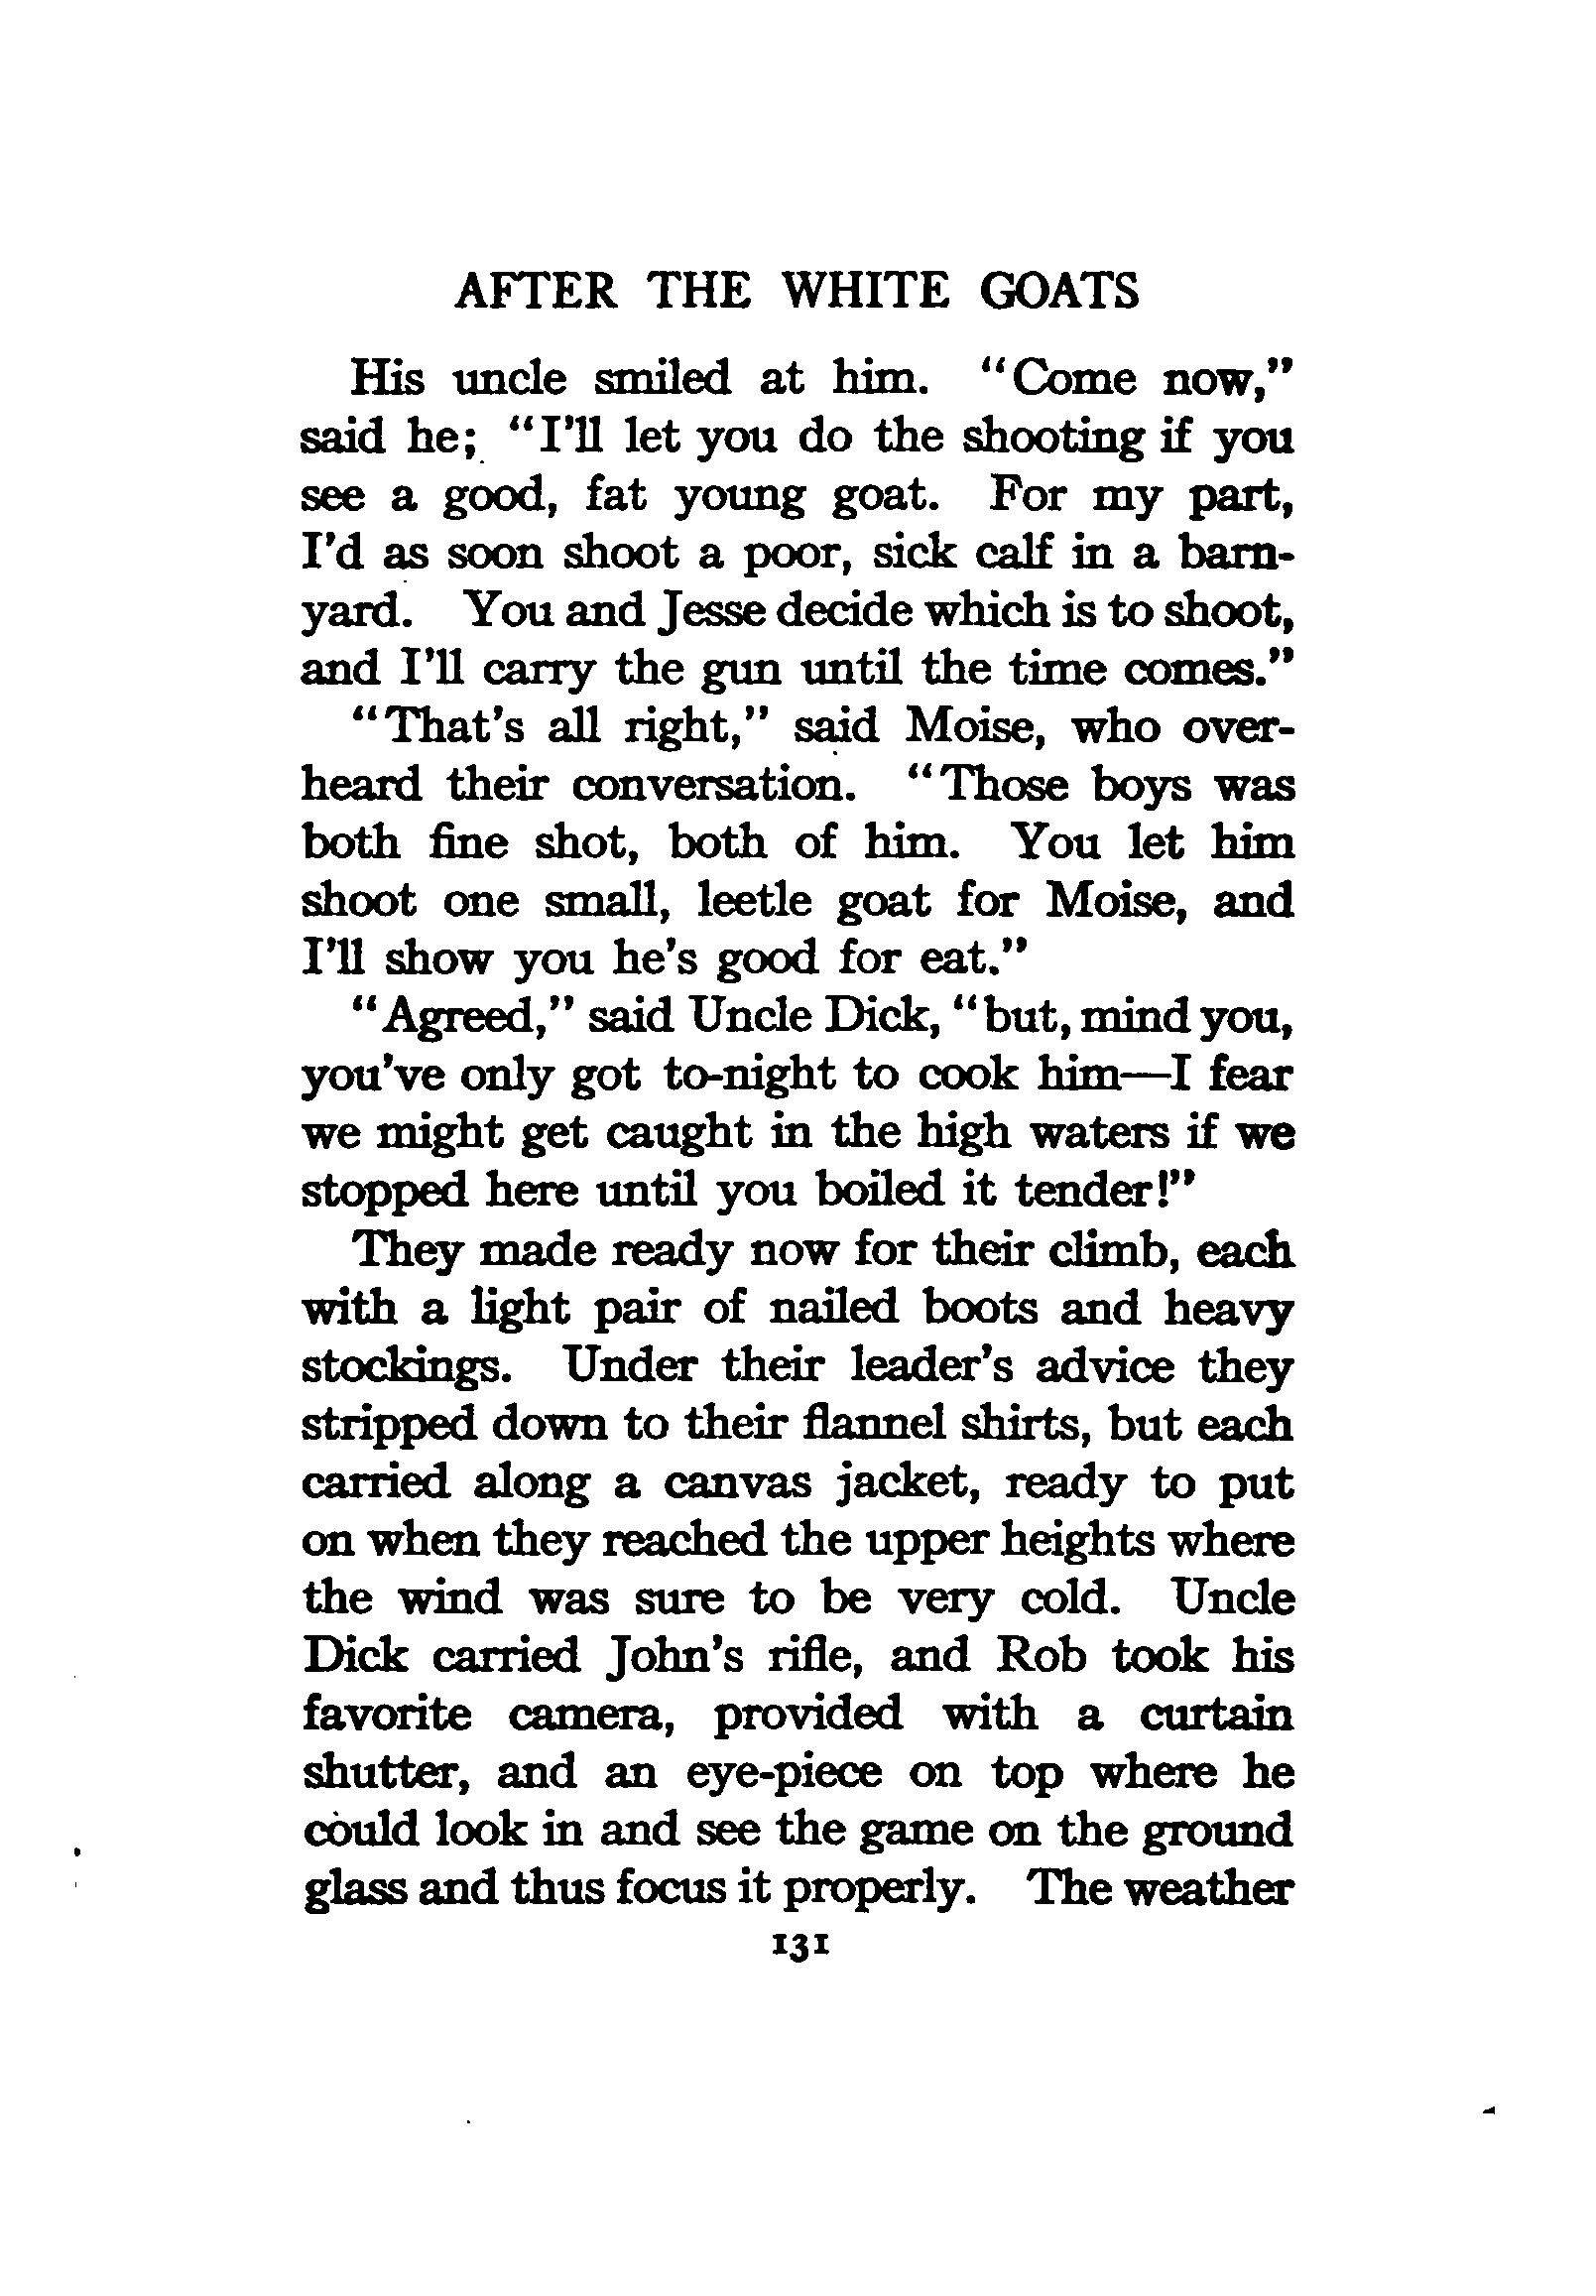 AFTER THE WHITE GOATS
His uncle smiled at him. “Come now,”
said he; “I’ll let you do the shooting if you
see a good, fat young goat. For my part,
I’d as soon shoot a poor, sick calf in a barn-
yard. You and Jesse decide which is to shoot,
and I’ll carry the gun until the time comes.”
“That’s all right,” said Moise, who over-
heard their conversation. “Those boys was
both fine shot, both of him. You let him
shoot one small, leetle goat for Moise, and
I’ll show you he’s good for eat.”
“Agreed,” said Uncle Dick, “but, mind you,
you’ve only got to-night to cook him—I fear
we might get caught in the high waters if we
stopped here until you boiled it tender!”
They made ready now for their climb, each
with a light pair of nailed boots and heavy
stockings. Under their leader’s advice they
stripped down to their flannel shirts, but each
carried along a canvas jacket, ready to put
on when they reached the upper heights where
the wind was sure to be very cold. Uncle
Dick carried John’s rifle, and Rob took his
favorite camera, provided with a curtain
shutter, and an eye-piece on top where he
could look in and see the game on the ground
glass and thus focus it properly. The weather
131